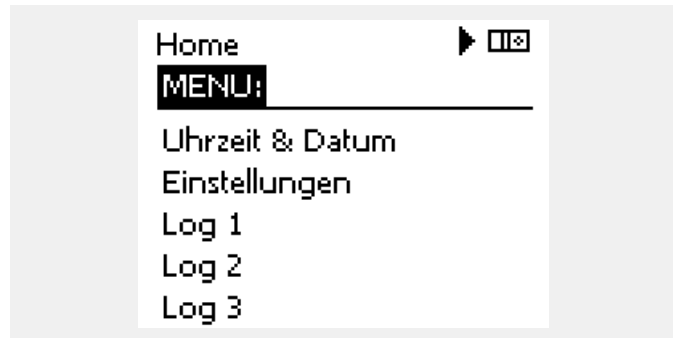 Home
MENU:
Uhrzeit & Datum
Einstellungen
Log 1
Log 2
Log 3